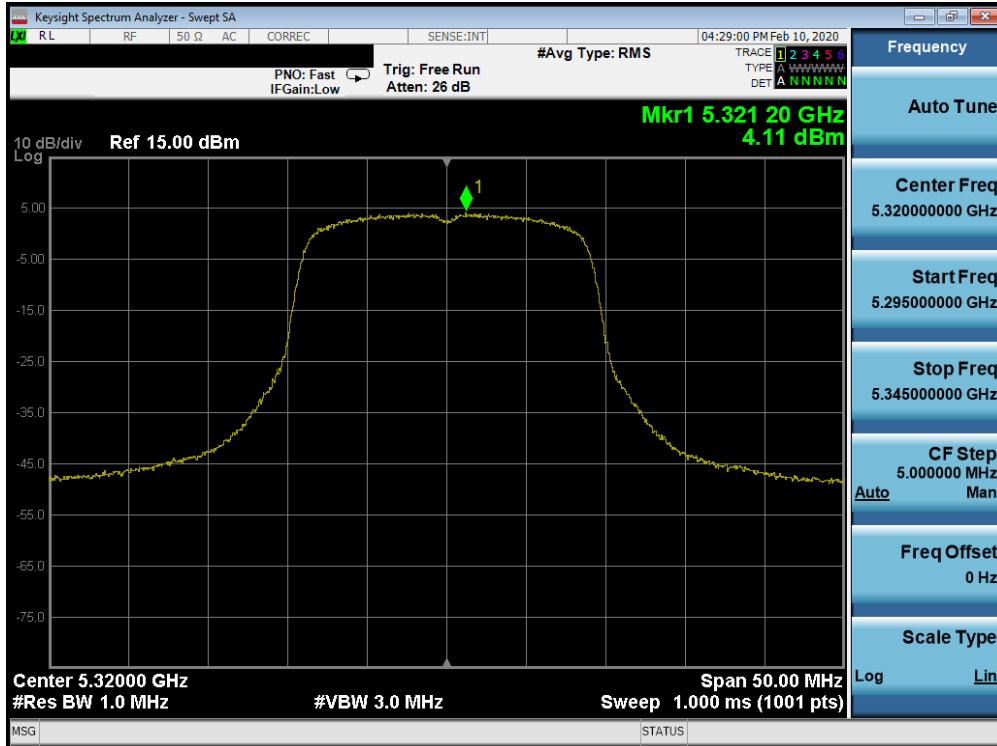 Keysight Spectrum Analyzer - Swept SA
LXI RL RF 50 Ω AC CORREC SENSE:INT 04:29:00 PM Feb 10, 2020
#Avg Type: RMS TRACE 1 2 3 4 5 6
PNO: Fast Trig: Free Run TYPE A WWWWW
IFGain:Low Atten: 26 dB DET A N N N N N
Mkr1 5.321 20 GHz
4.11 dBm
10 dB/div Ref 15.00 dBm
Log
1
5.00
-5.00
-15.0
-25.0
-35.0
-45.0
-55.0
-65.0
-75.0
Center 5.32000 GHz Span 50.00 MHz
#Res BW 1.0 MHz #VBW 3.0 MHz Sweep 1.000 ms (1001 pts)
MSG STATUS
Frequency
Auto Tune
Center Freq
5.320000000 GHz
Start Freq
5.295000000 GHz
Stop Freq
5.345000000 GHz
CF Step
5.000000 MHz
Auto Man
Freq Offset
0 Hz
Scale Type
Log Lin